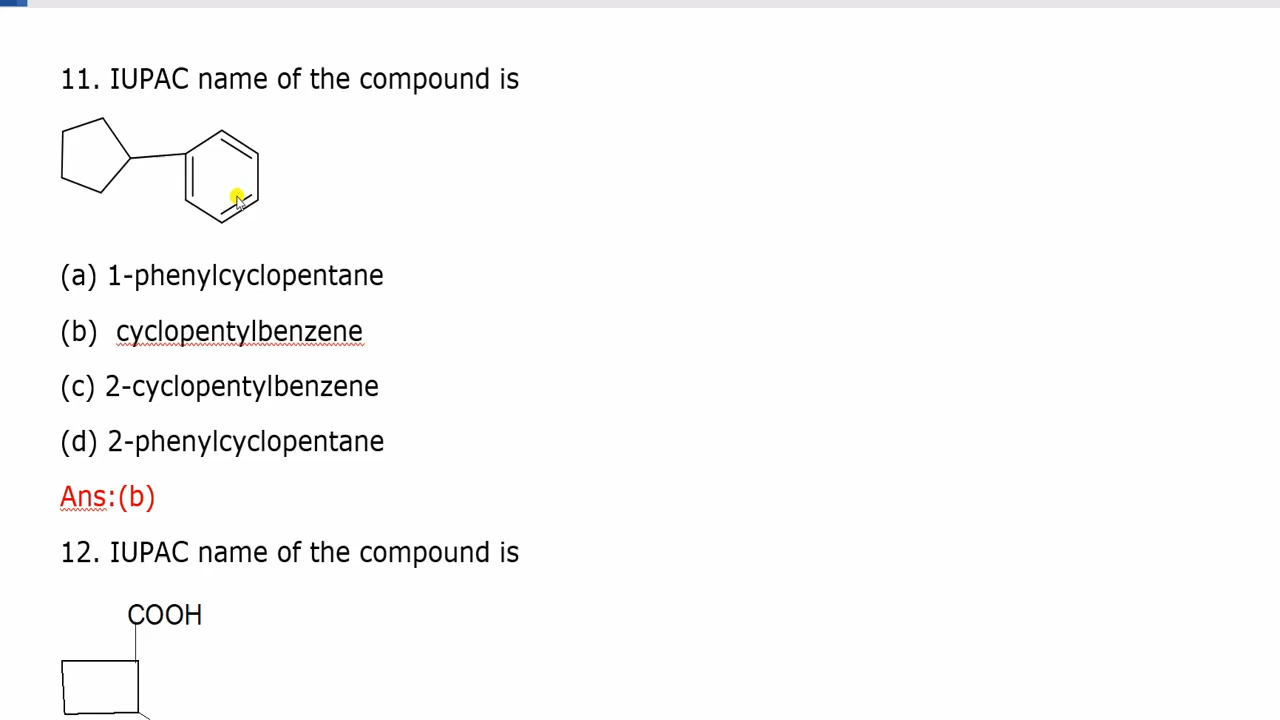 11. IUPAC name of the compound is
(a) 1-phenylcyclopentane
(b) cyclopentylbenzene
(c) 2-cyclopentylbenzene
(d) 2-phenylcyclopentane
Ans:(b)
12. IUPAC name of the compound is
COOH